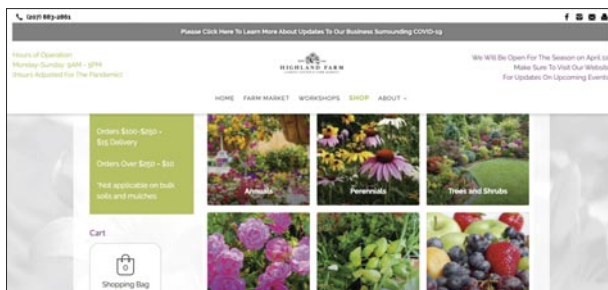 (207) 883-2861
Please Click Here To Learn More About Updates To Our Business Surrounding COVID-19
Hours of Operation
Monday-Sunday: 9AM - 5PM
(Hours Adjusted For The Pandemic)
HIGHLAND FARM
We Will Be Open For The Season on April
Make Sure To Visit Our
For Updates On Upcoming
HOME FARM MARKET WORKSHOPS SHOP ABOUT
Orders $100-$250 -
$15 Delivery
Orders Over $250 - $10
*Not applicable on bulk
soils and mulches
Annuals
Perennials
Trees and Shrubs
Cart
0
Shopping Bag